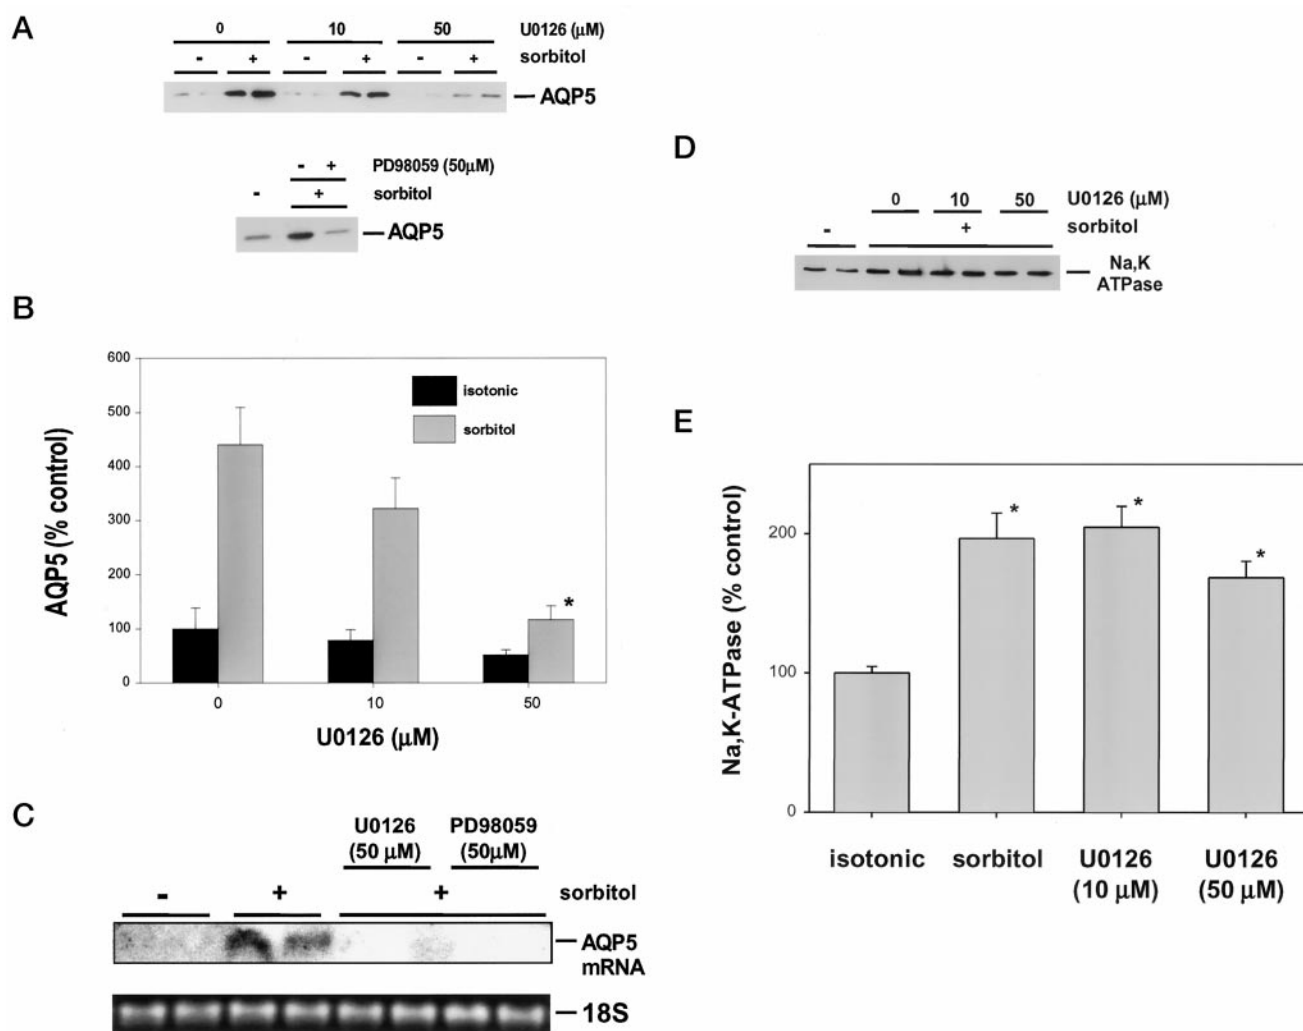 A
0 10 50 U0126 (μM)
- + - + - + sorbitol
AQP5
- + PD98059 (50μM)
- + sorbitol
AQP5
B
600
500
400
300
200
100
0
AQP5 (% control)
isotonic
sorbitol
*
0 10 50
U0126 (μM)
C
U0126 PD98059
(50 μM) (50μM)
- + + sorbitol
AQP5
mRNA
18S
D
0 10 50 U0126 (μM)
- + sorbitol
Na,K
ATPase
E
200
100
0
Na,K-ATPase (% control)
* * *
isotonic sorbitol U0126 U0126
(10 μM) (50 μM)